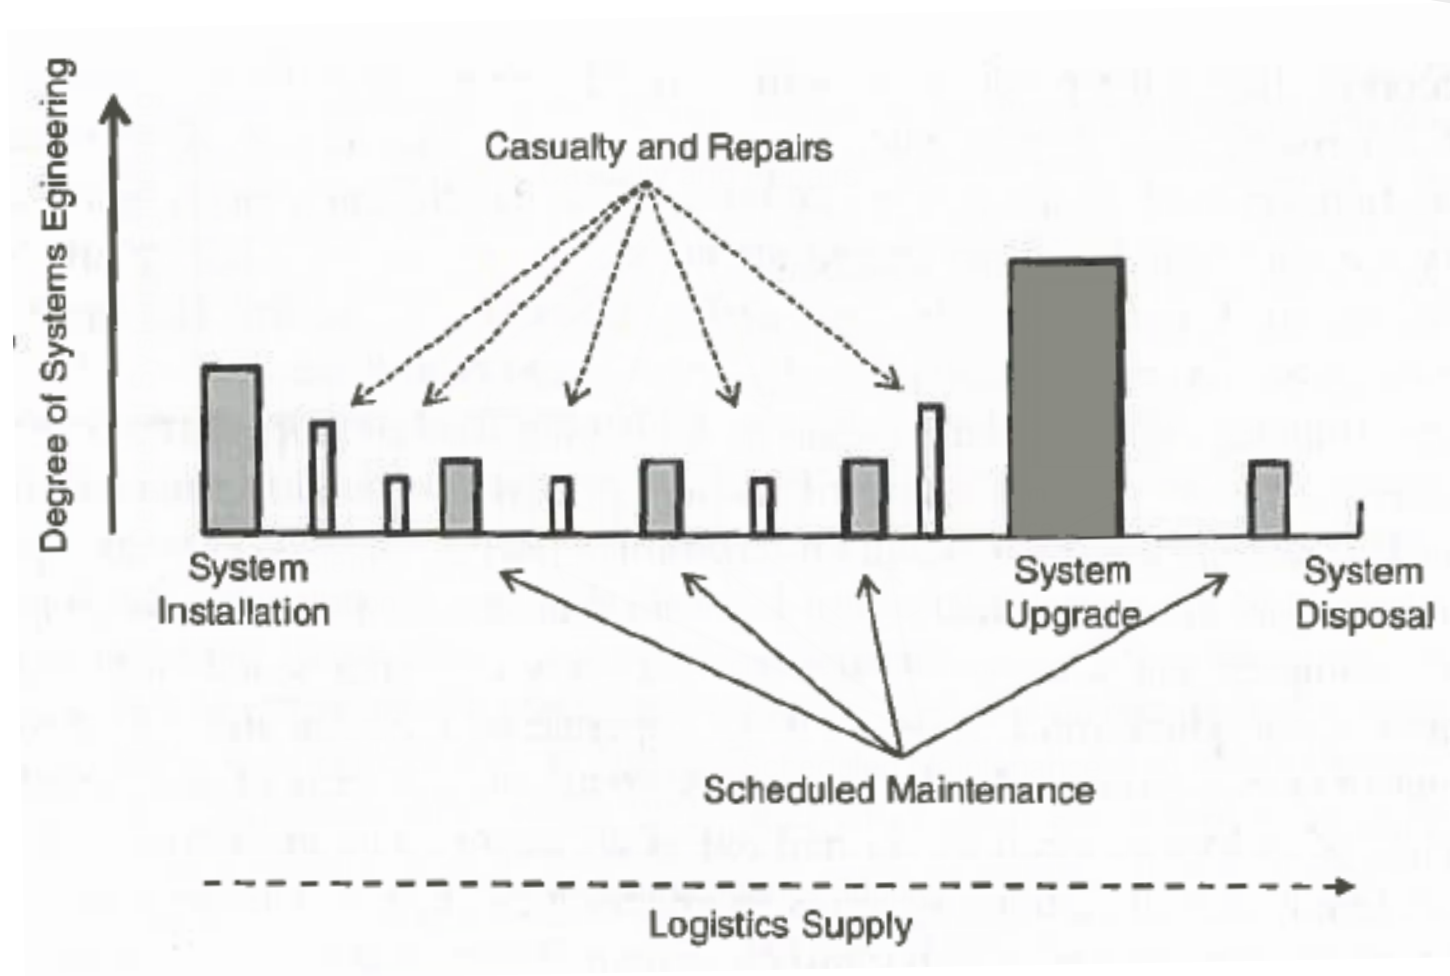 Degree of Systems Egineering
Casualty and Repairs
System
Installation
System
Upgrade
System
Disposal
Scheduled Maintenance
Logistics Supply